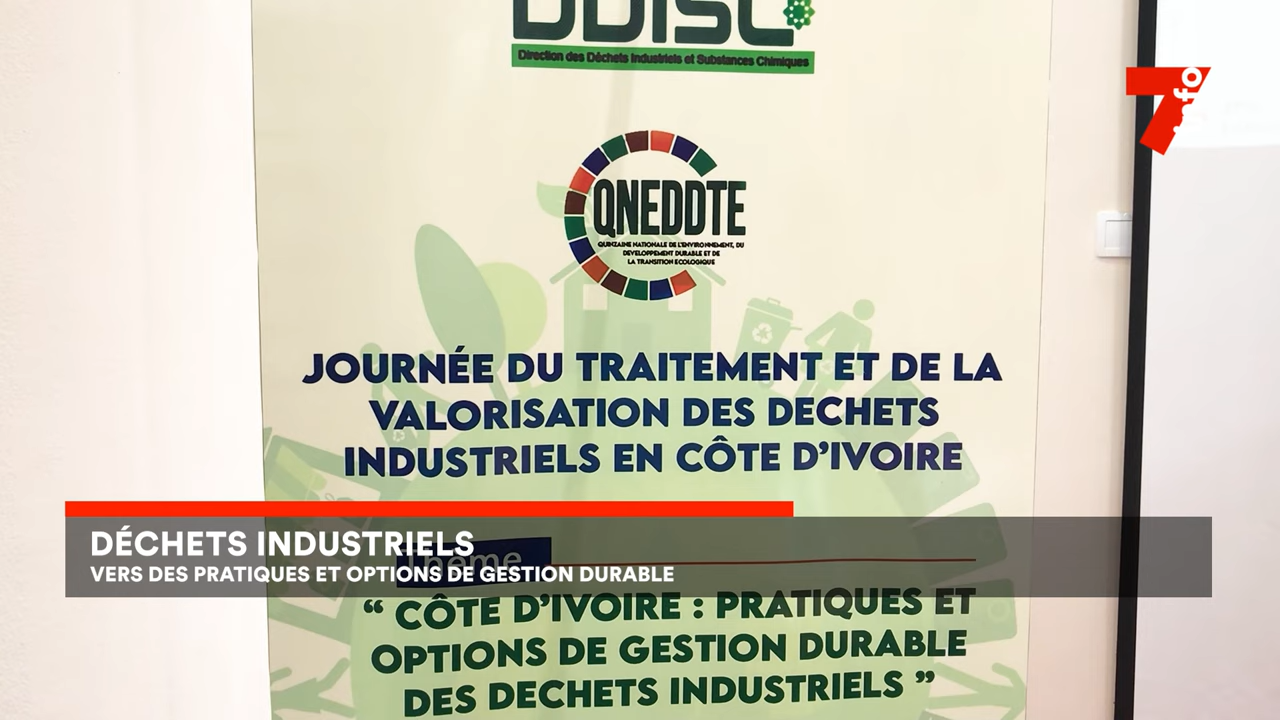 DDISC
Direction des Déchets Industriels et Substances Chimiques
7info
QNEDDTE
QUINZAINE NATIONALE DE L'ENVIRONNEMENT, DU
DEVELOPPEMENT DURABLE ET DE
LA TRANSITION ECOLOGIQUE
JOURNÉE DU TRAITEMENT ET DE LA
VALORISATION DES DECHETS
INDUSTRIELS EN CÔTE D'IVOIRE
DÉCHETS INDUSTRIELS
VERS DES PRATIQUES ET OPTIONS DE GESTION DURABLE
Thème
“ CÔTE D'IVOIRE : PRATIQUES ET
OPTIONS DE GESTION DURABLE
DES DECHETS INDUSTRIELS ”